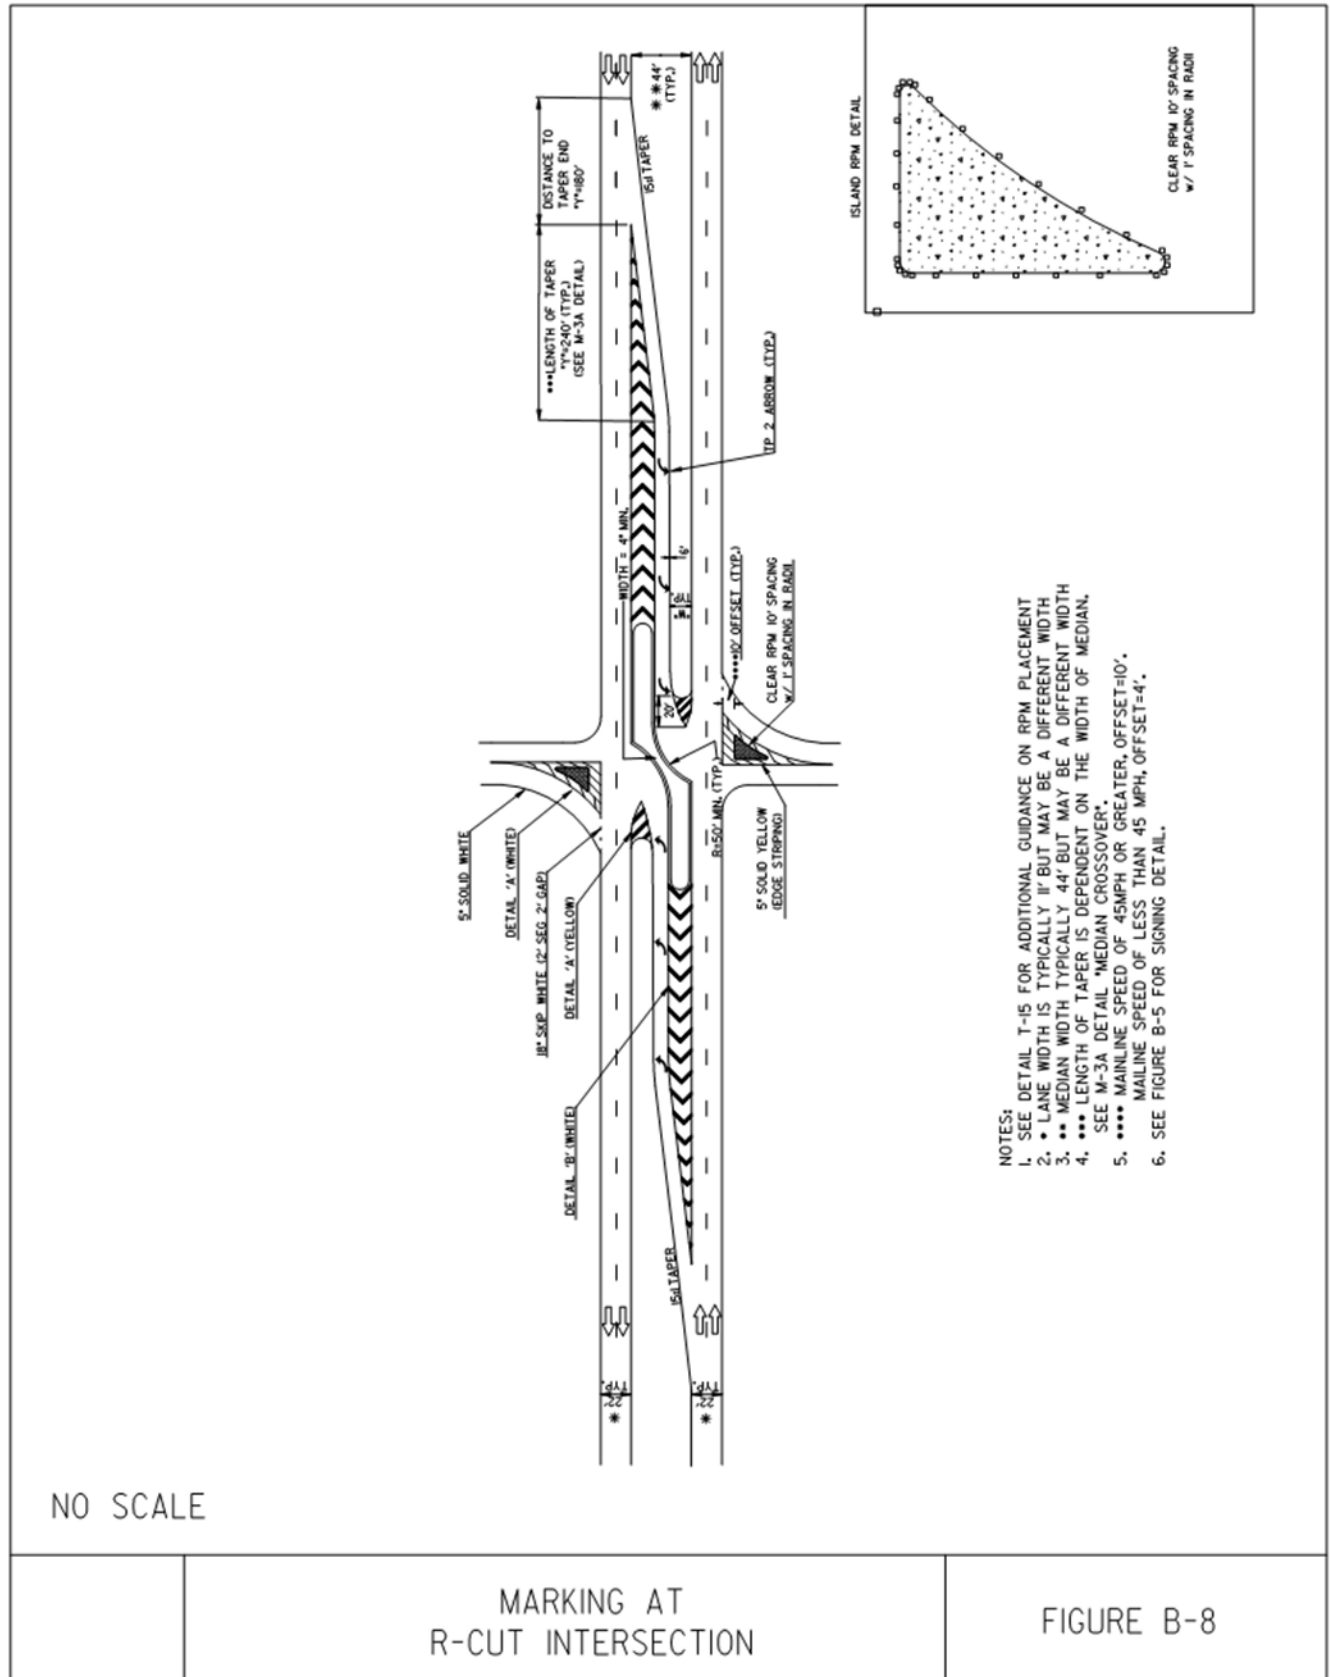 ISLAND RPM DETAIL
CLEAR RPM 10' SPACING
W/ 1' SPACING IN RADII
DISTANCE TO
TAPER END
"Y"=180'
**44'
(TYP.)
15:1 TAPER
***LENGTH OF TAPER
"Y"=240' (TYP.)
(SEE M-3A DETAIL)
TP 2 ARROW (TYP.)
WIDTH = 4" MIN.
6'
"W"
TYP.
20'
****10' OFFSET (TYP.)
CLEAR RPM 10' SPACING
W/ 1' SPACING IN RADII
R=50' MIN. (TYP.)
5" SOLID YELLOW
(EDGE STRIPING)
5" SOLID WHITE
DETAIL 'A' (WHITE)
18" SKIP WHITE (2' SEG 2' GAP)
DETAIL 'A' (YELLOW)
DETAIL 'B' (WHITE)
15:1 TAPER
* 22'
TYP.
* 22'
TYP.
NOTES:
1. SEE DETAIL T-15 FOR ADDITIONAL GUIDANCE ON RPM PLACEMENT
2. * LANE WIDTH IS TYPICALLY 11' BUT MAY BE A DIFFERENT WIDTH
3. ** MEDIAN WIDTH TYPICALLY 44' BUT MAY BE A DIFFERENT WIDTH
4. *** LENGTH OF TAPER IS DEPENDENT ON THE WIDTH OF MEDIAN.
SEE M-3A DETAIL "MEDIAN CROSSOVER".
5. **** MAINLINE SPEED OF 45MPH OR GREATER, OFFSET=10'.
MAILINE SPEED OF LESS THAN 45 MPH, OFFSET=4'.
6. SEE FIGURE B-5 FOR SIGNING DETAIL.
NO SCALE
MARKING AT
R-CUT INTERSECTION
FIGURE B-8